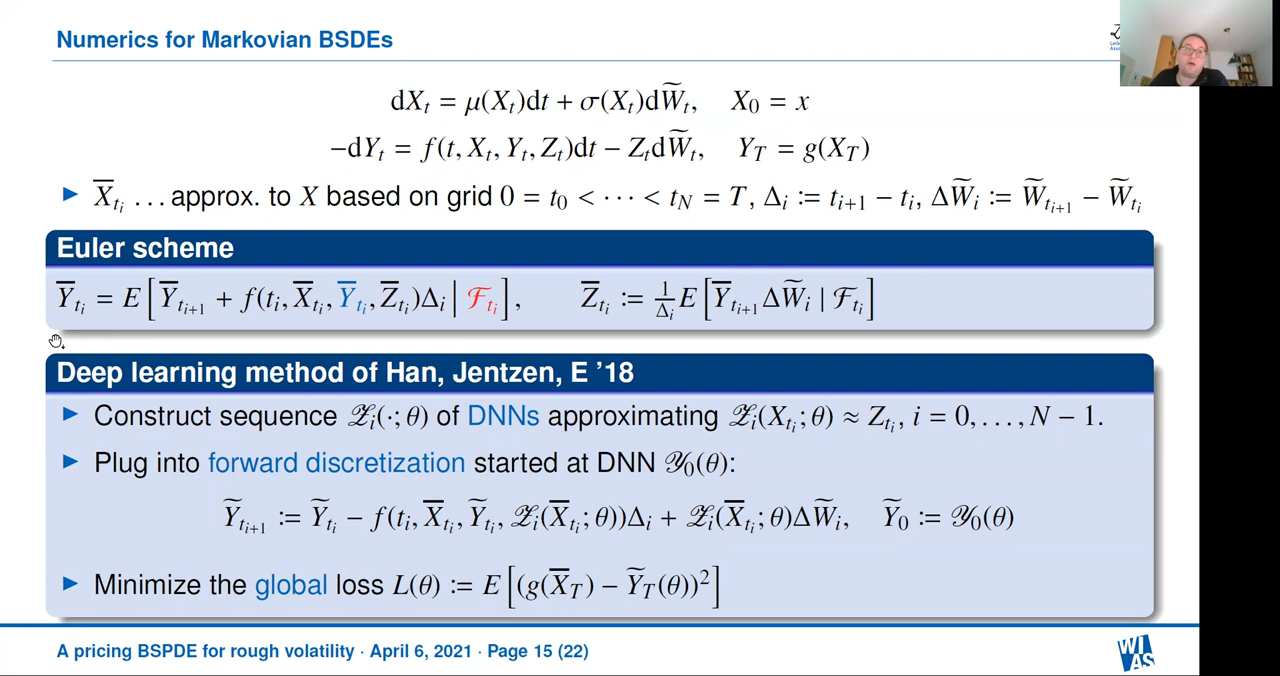 Numerics for Markovian BSDEs
dX_t = μ(X_t)dt + σ(X_t)dW̃_t, X_0 = x
−dY_t = f(t, X_t, Y_t, Z_t)dt − Z_t dW̃_t, Y_T = g(X_T)
▶ X̅_{t_i} … approx. to X based on grid 0 = t_0 < ⋯ < t_N = T, Δ_i := t_{i+1} − t_i, ΔW̃_i := W̃_{t_{i+1}} − W̃_{t_i}
Euler scheme
Y̅_{t_i} = E[Y̅_{t_{i+1}} + f(t_i, X̅_{t_i}, Y̅_{t_i}, Z̅_{t_i})Δ_i | ℱ_{t_i}], Z̅_{t_i} := 1/Δ_i E[Y̅_{t_{i+1}} ΔW̃_i | ℱ_{t_i}]
Deep learning method of Han, Jentzen, E ’18
▶ Construct sequence 𝒵_i(·; θ) of DNNs approximating 𝒵_i(X_{t_i}; θ) ≈ Z_{t_i}, i = 0, . . . , N − 1.
▶ Plug into forward discretization started at DNN 𝒴_0(θ):
Ỹ_{t_{i+1}} := Ỹ_{t_i} − f(t_i, X̅_{t_i}, Ỹ_{t_i}, 𝒵_i(X̅_{t_i}; θ))Δ_i + 𝒵_i(X̅_{t_i}; θ)ΔW̃_i, Ỹ_0 := 𝒴_0(θ)
▶ Minimize the global loss L(θ) := E[(g(X̅_T) − Ỹ_T(θ))²]
A pricing BSPDE for rough volatility · April 6, 2021 · Page 15 (22)
WI
AS